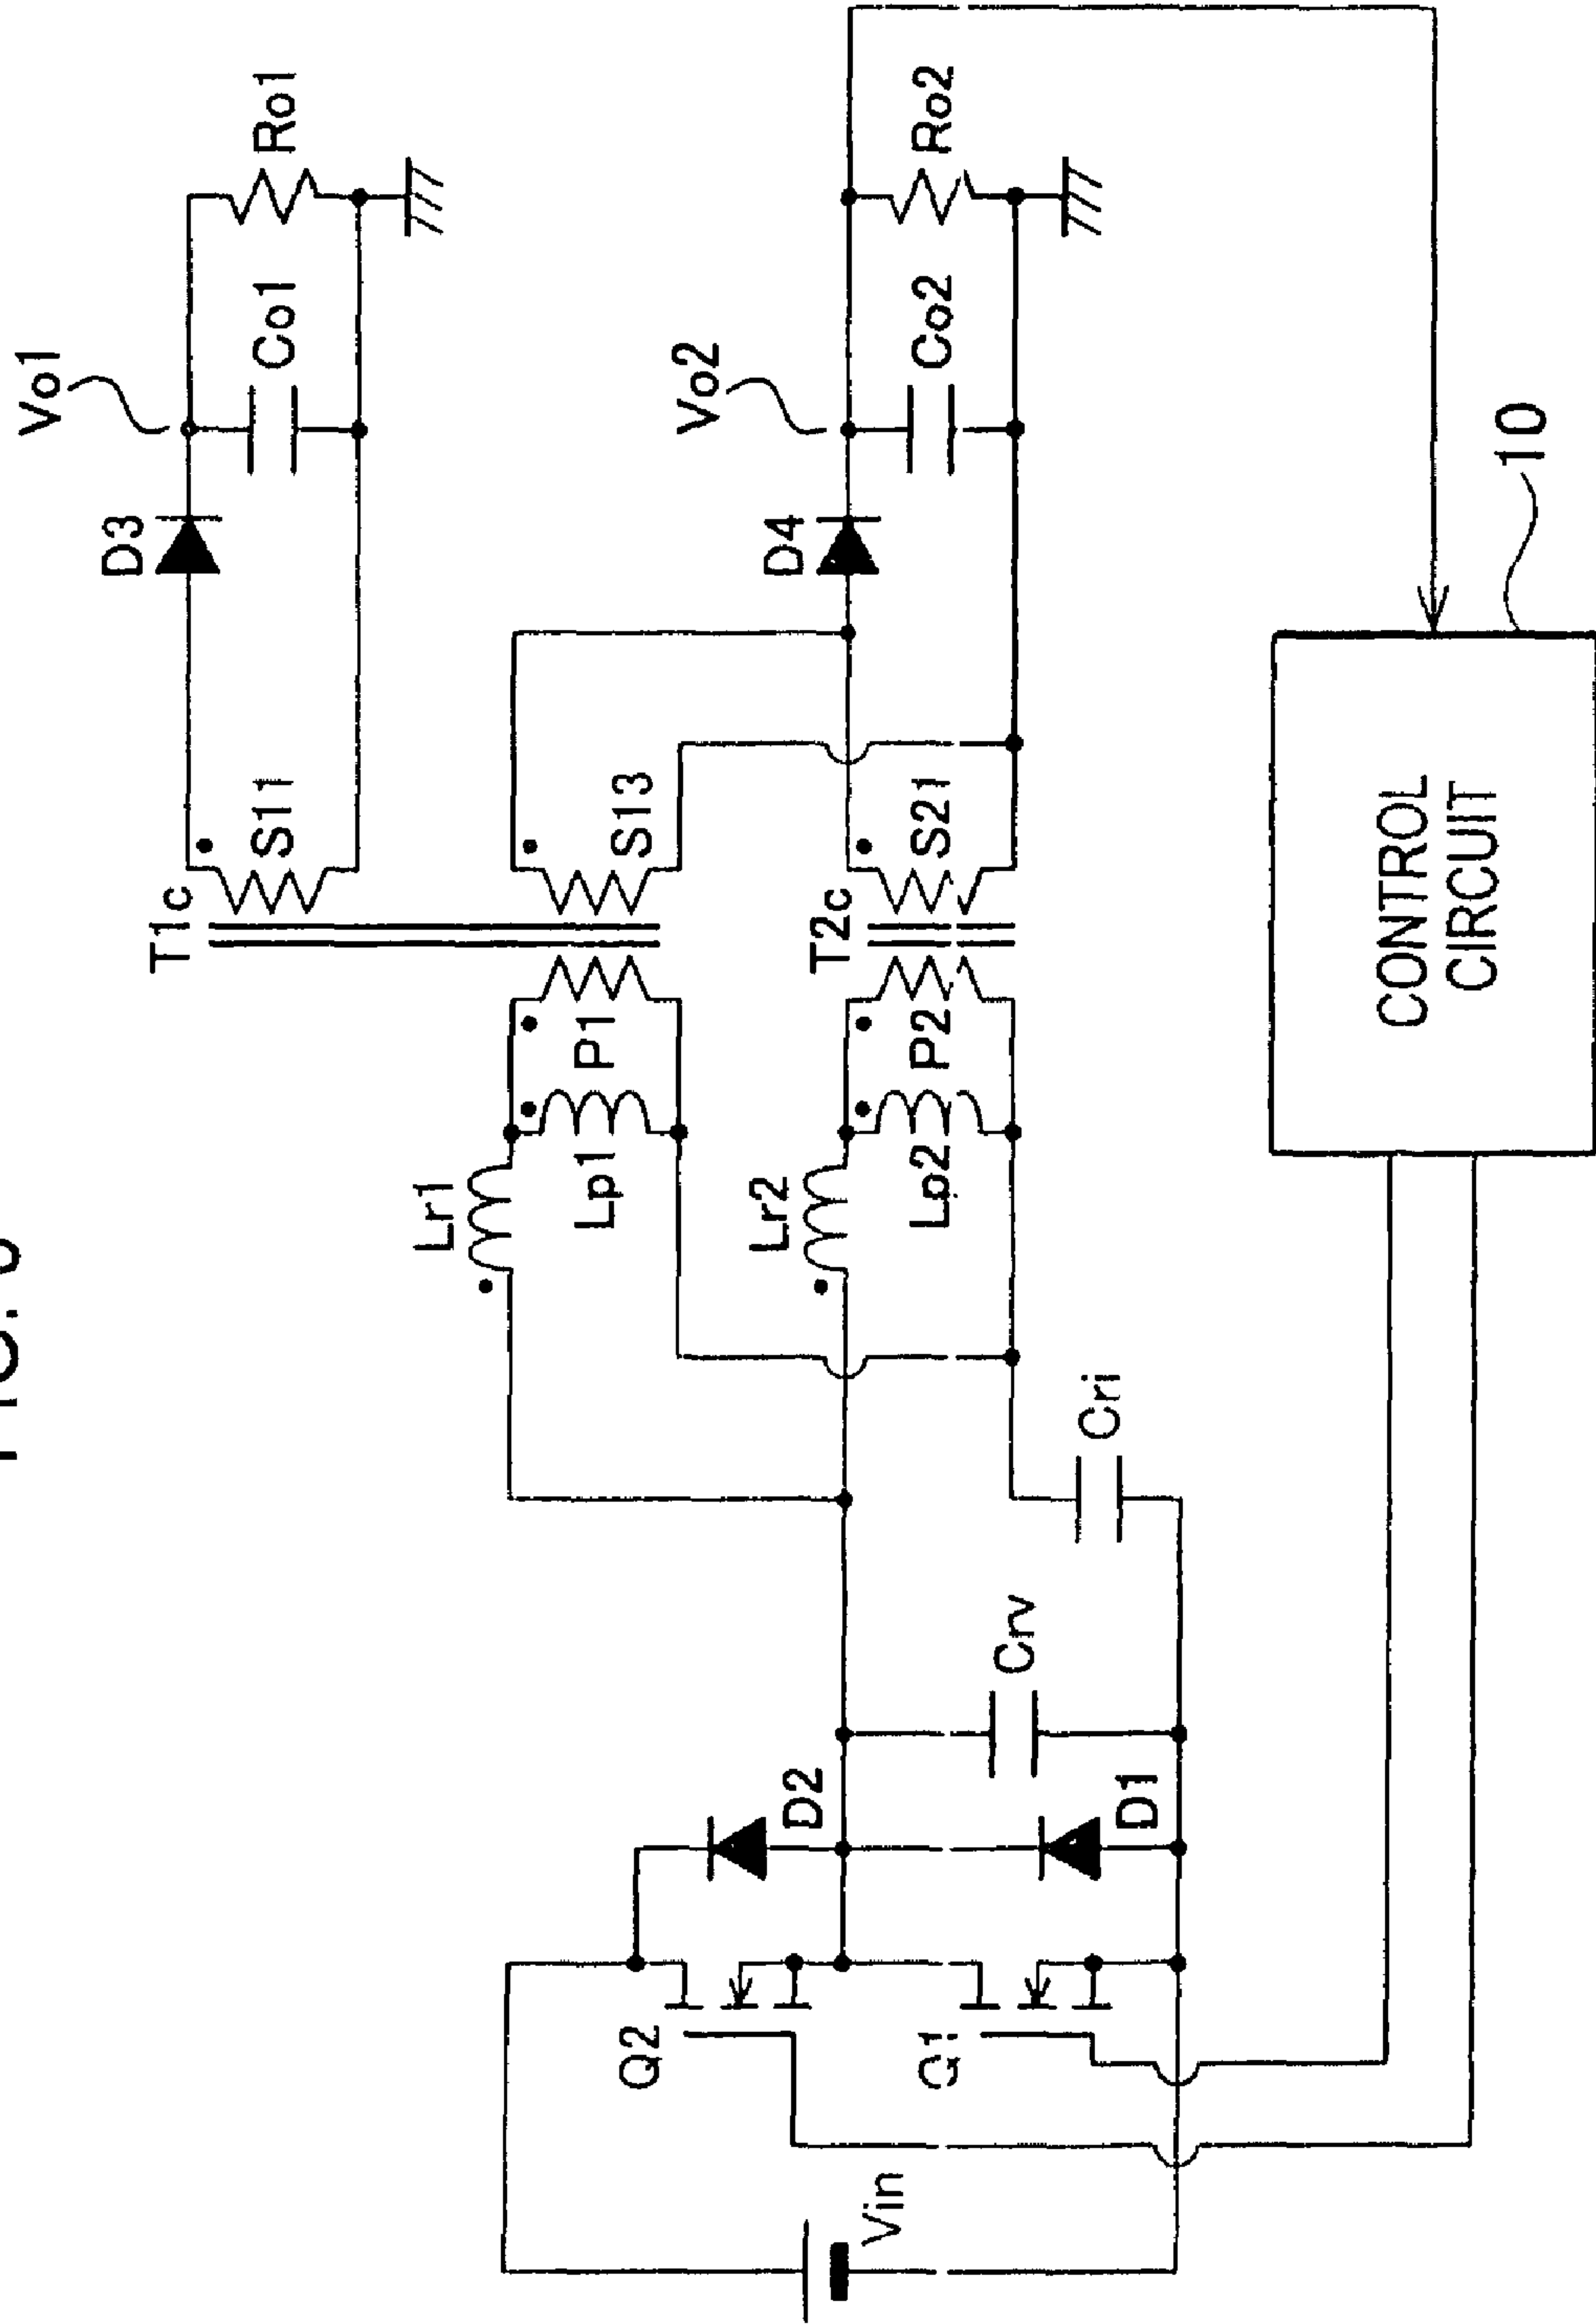 FIG.
Vo1
T1c
D3
S11
Co1
Ro1
Lr1
Lp1
P1
S13
Q2
D2
Vo2
Lr2
T2c
D4
Vin
Q1
D1
Crv
Cri
Lp2
P2
S21
Co2
Ro2
CONTROL
CIRCUIT
10